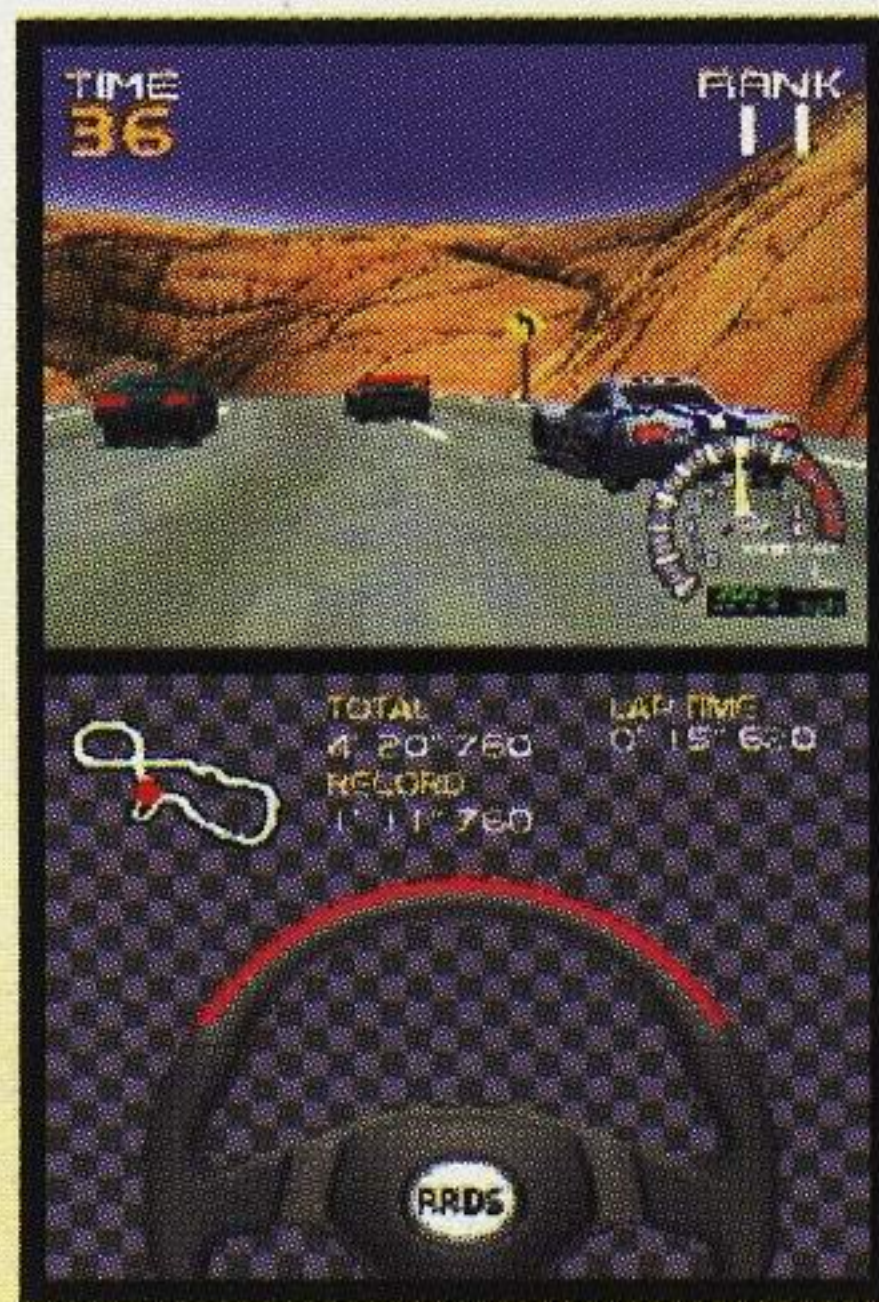 TIME
36
RANK
11
TOTAL
4' 20" 760
RECORD
1' 11" 760
LAP TIME
RRDS